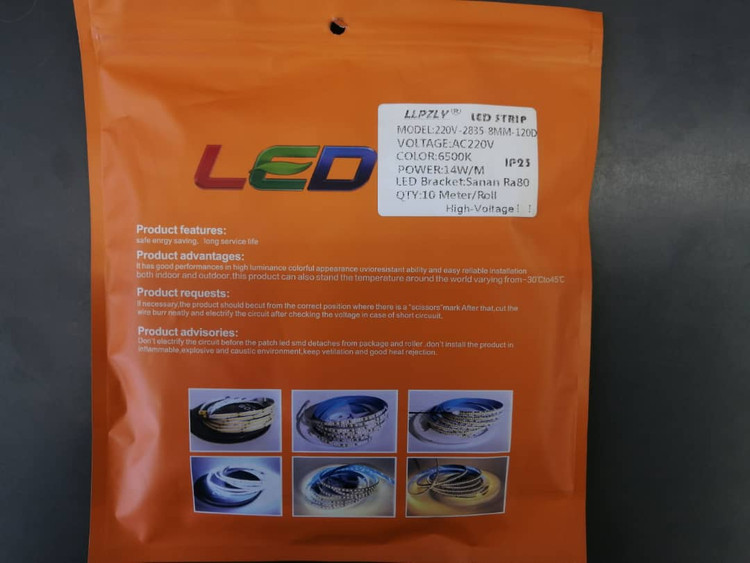 LLPZLY® LED STRIP
MODEL:220V-2835-8MM-120D
VOLTAGE:AC220V
COLOR:6500K IP23
POWER:14W/M
LED Bracket:Sanan Ra80
QTY:10 Meter/Roll
High-Voltage!!
LED
Product features:
safe enrgy saving, long service life
Product advantages:
It has good performances in high luminance colorful appearance uvioresistant ability and easy reliable installation
both indoor and outdoor.this product can also stand the temperature around the world varying from-30℃to45℃
Product requests:
If necessary,the product should becut from the correct position where there is a "scissors"mark After that,cut the
wire burr neatly and electrify the circuit after checking the voltage in case of short circuuit.
Product advisories:
Don't electrify the circuit before the patch led smd detaches from package and roller .don't install the product in
inflammable,explosive and caustic environment,keep vetilation and good heat rejection.